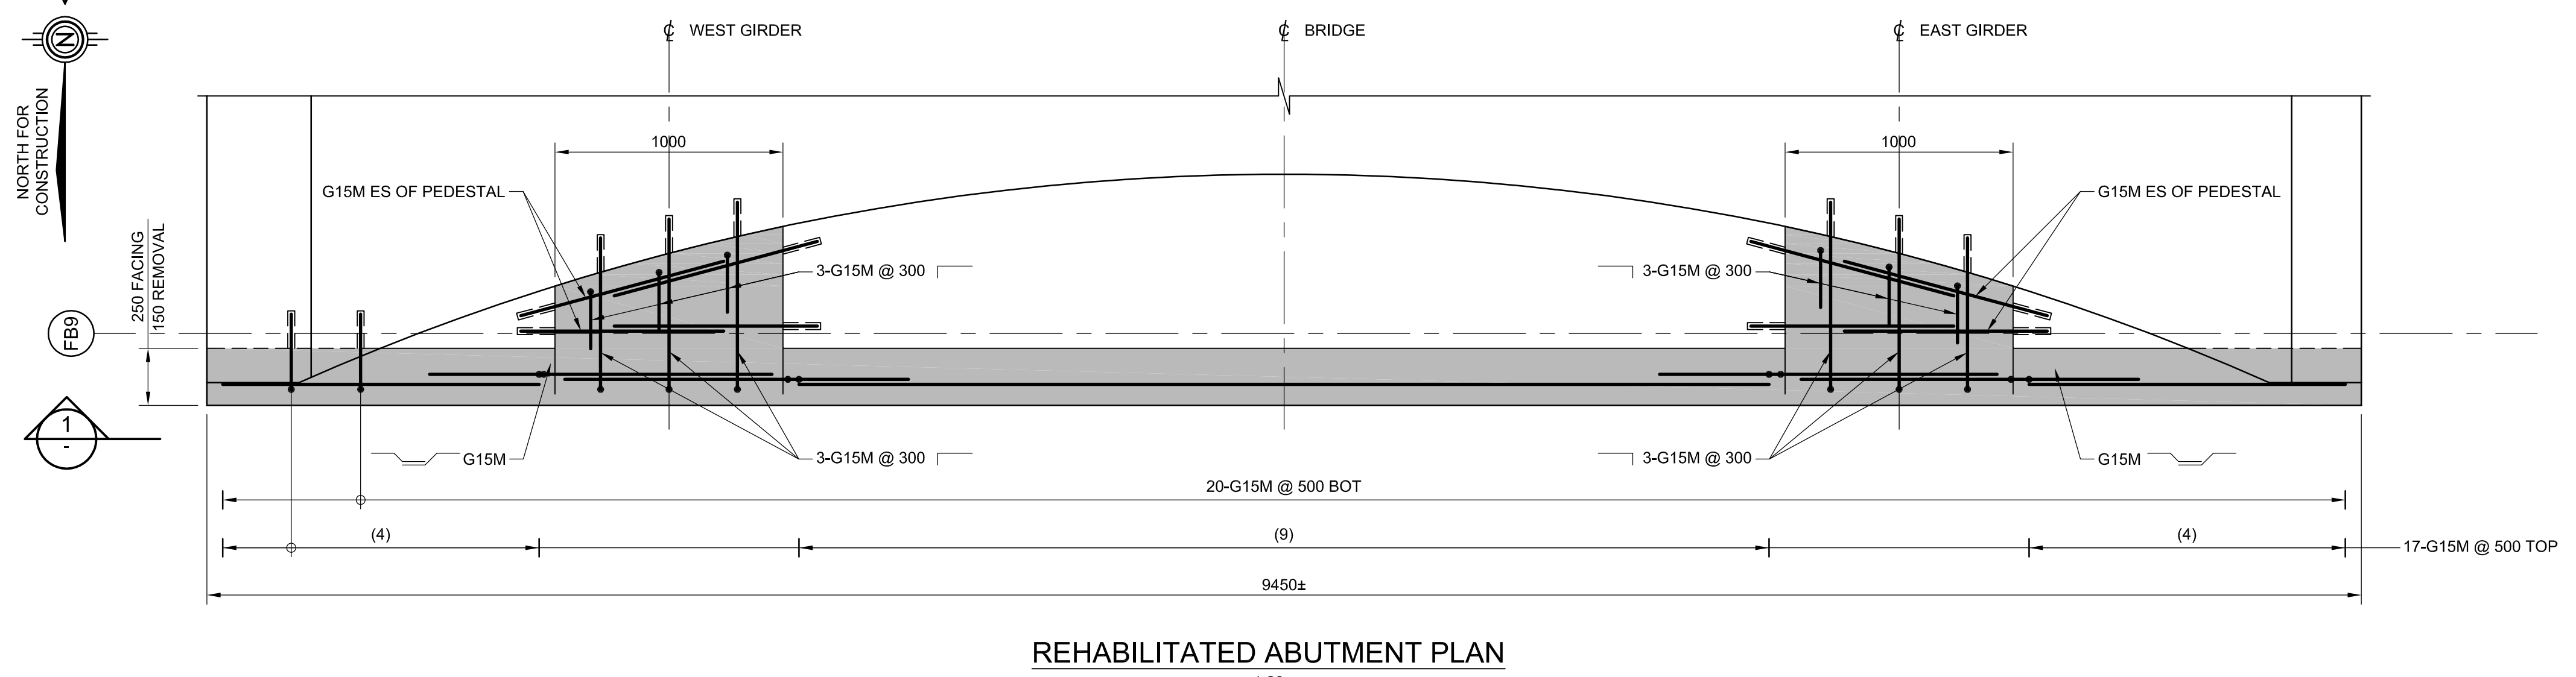 ℄ WEST GIRDER
℄ BRIDGE
℄ EAST GIRDER
N
NORTH FOR
CONSTRUCTION
1000
1000
G15M ES OF PEDESTAL
G15M ES OF PEDESTAL
250 FACING
150 REMOVAL
3-G15M @ 300
3-G15M @ 300
FB9
1
-
G15M
3-G15M @ 300
3-G15M @ 300
G15M
20-G15M @ 500 BOT
(4)
(9)
(4)
17-G15M @ 500 TOP
9450±
REHABILITATED ABUTMENT PLAN